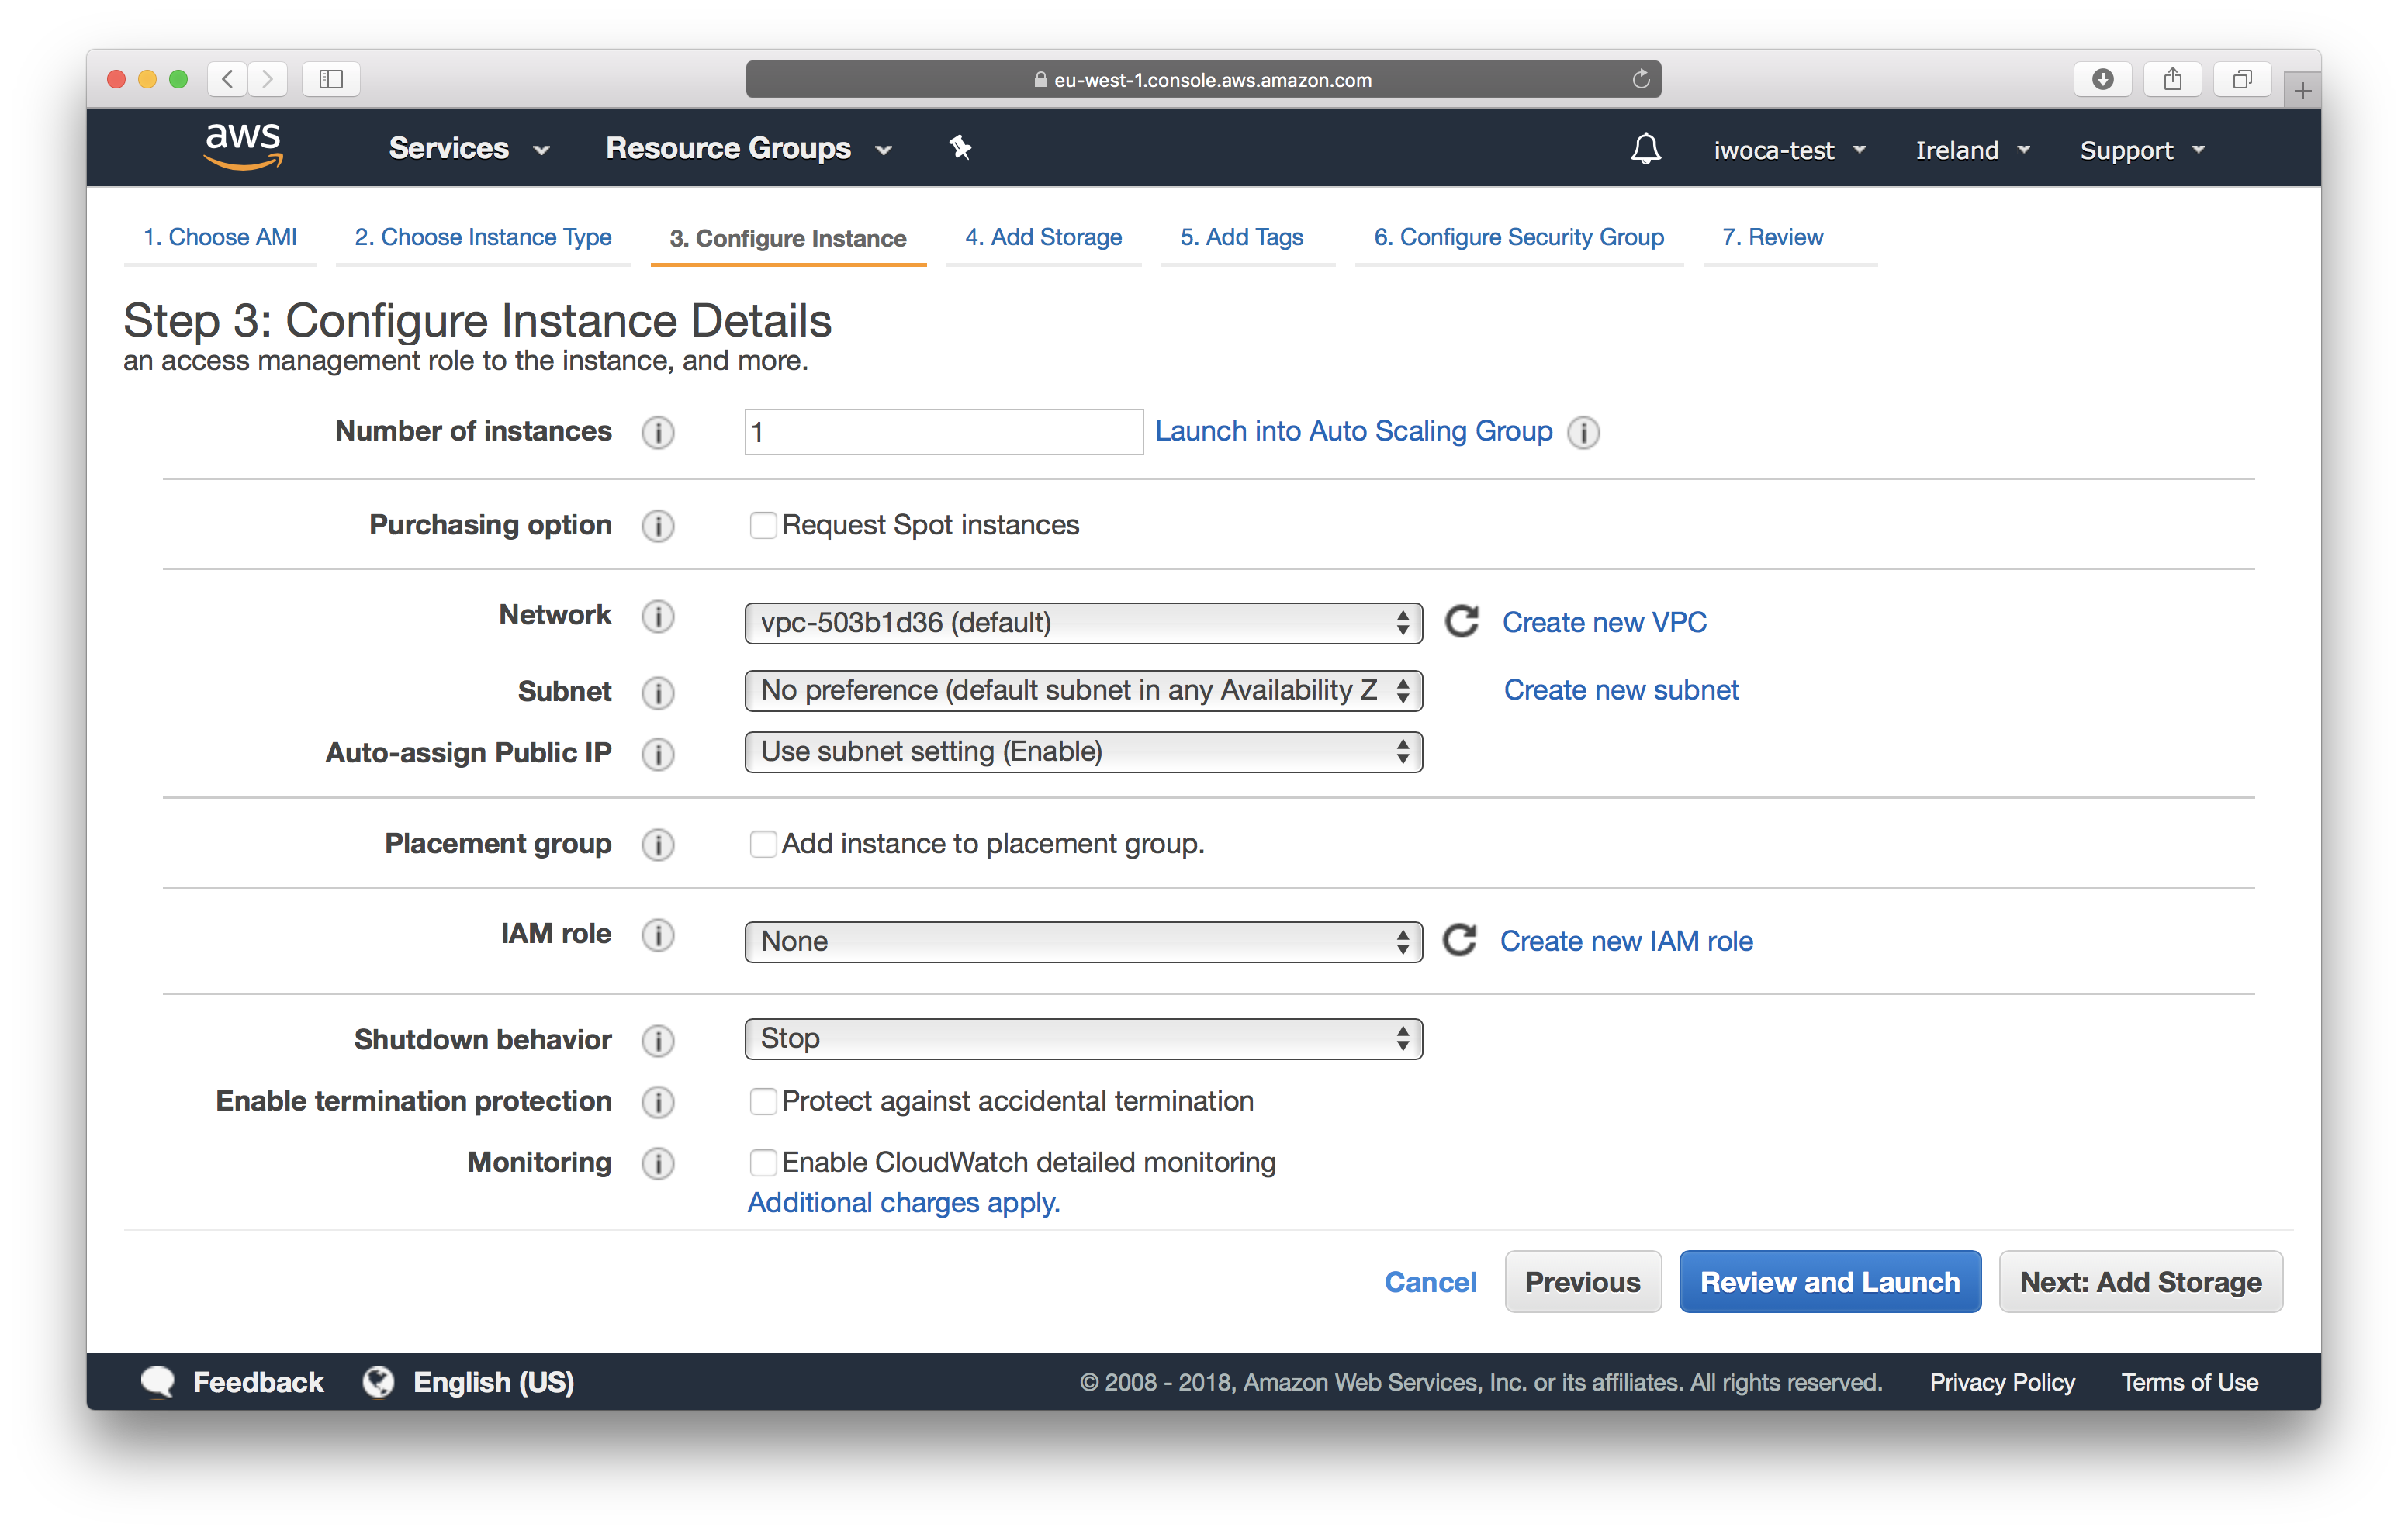 eu-west-1.console.aws.amazon.com
aws Services Resource Groups iwoca-test Ireland Support
1. Choose AMI 2. Choose Instance Type 3. Configure Instance 4. Add Storage 5. Add Tags 6. Configure Security Group 7. Review
Step 3: Configure Instance Details
an access management role to the instance, and more.
Number of instances 1 Launch into Auto Scaling Group
Purchasing option Request Spot instances
Network vpc-503b1d36 (default) Create new VPC
Subnet No preference (default subnet in any Availability Z Create new subnet
Auto-assign Public IP Use subnet setting (Enable)
Placement group Add instance to placement group.
IAM role None Create new IAM role
Shutdown behavior Stop
Enable termination protection Protect against accidental termination
Monitoring Enable CloudWatch detailed monitoring
Additional charges apply.
Cancel Previous Review and Launch Next: Add Storage
Feedback English (US) © 2008 - 2018, Amazon Web Services, Inc. or its affiliates. All rights reserved. Privacy Policy Terms of Use